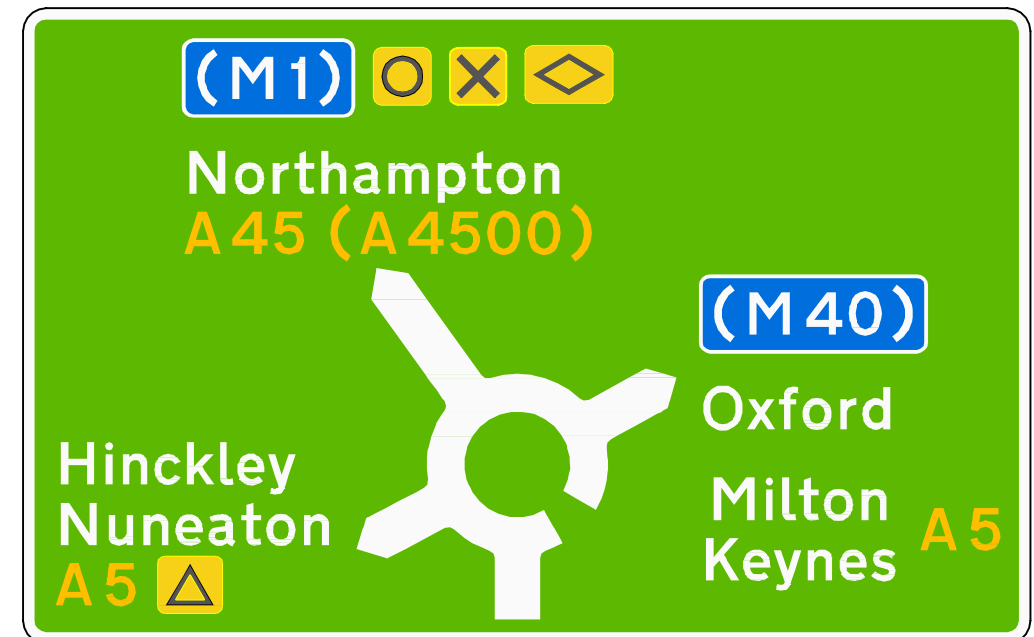 (M1)
Northampton
A45 (A4500)
(M40)
Oxford
Milton
Keynes A5
Hinckley
Nuneaton
A5